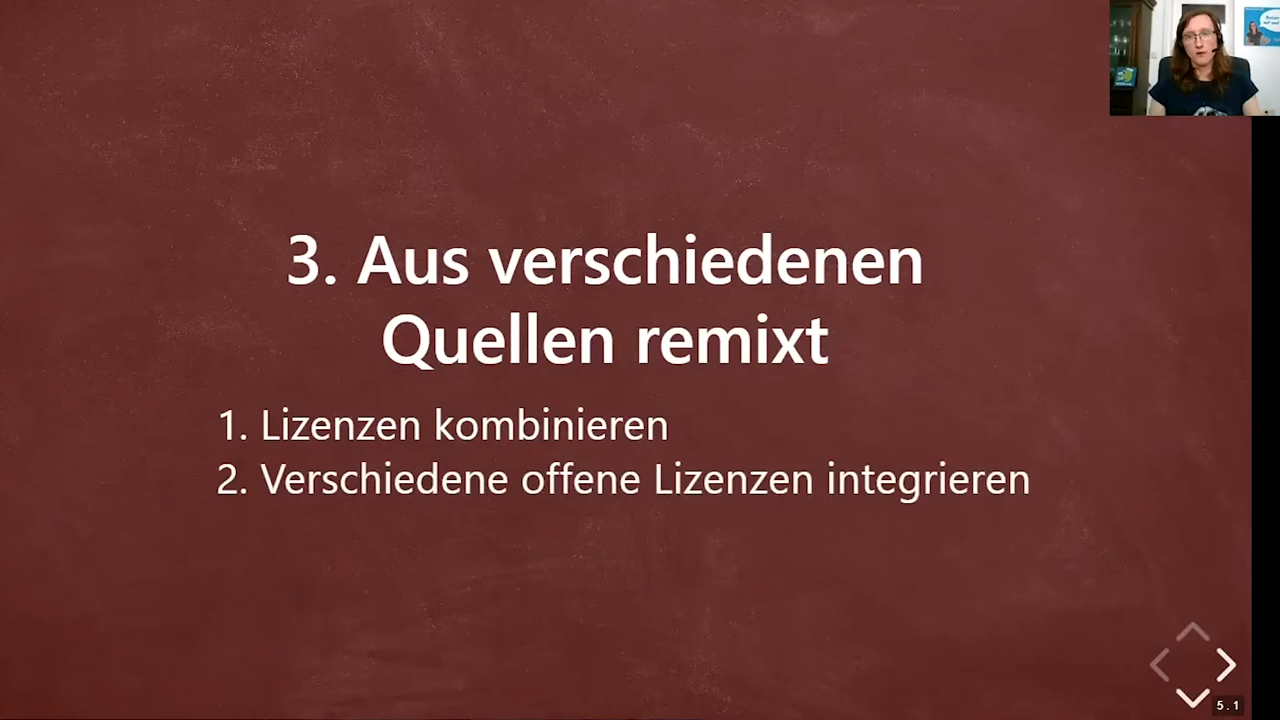 3. Aus verschiedenen
Quellen remixt
1. Lizenzen kombinieren
2. Verschiedene offene Lizenzen integrieren
5.1